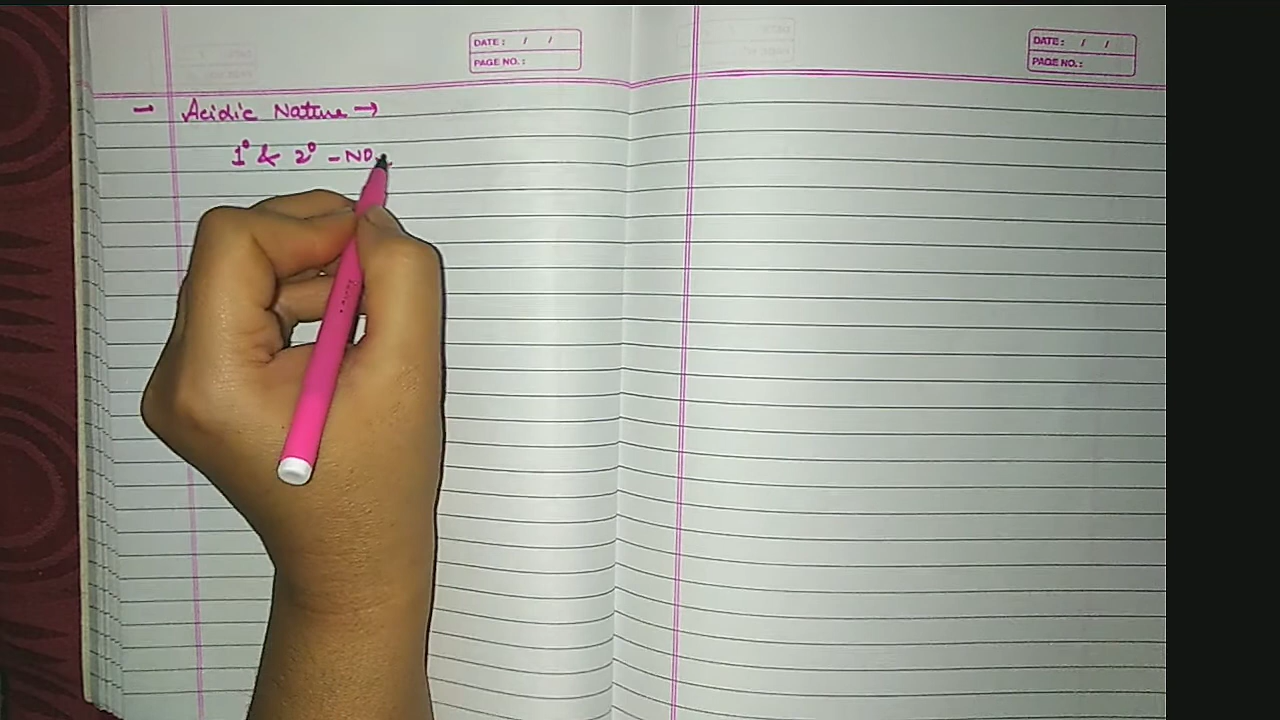 DATE: / /
PAGE NO.:
DATE: / /
PAGE NO.:
- Acidic Nature →
1° & 2° - NO